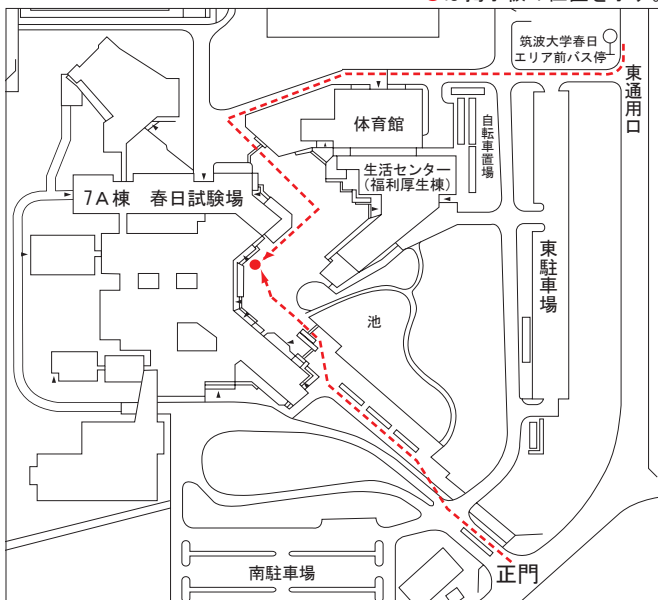 筑波大学春日
エリア前バス停
東通用口
体育館
自転車置場
生活センター
(福利厚生棟)
7A棟 春日試験場
東駐車場
池
南駐車場
正門